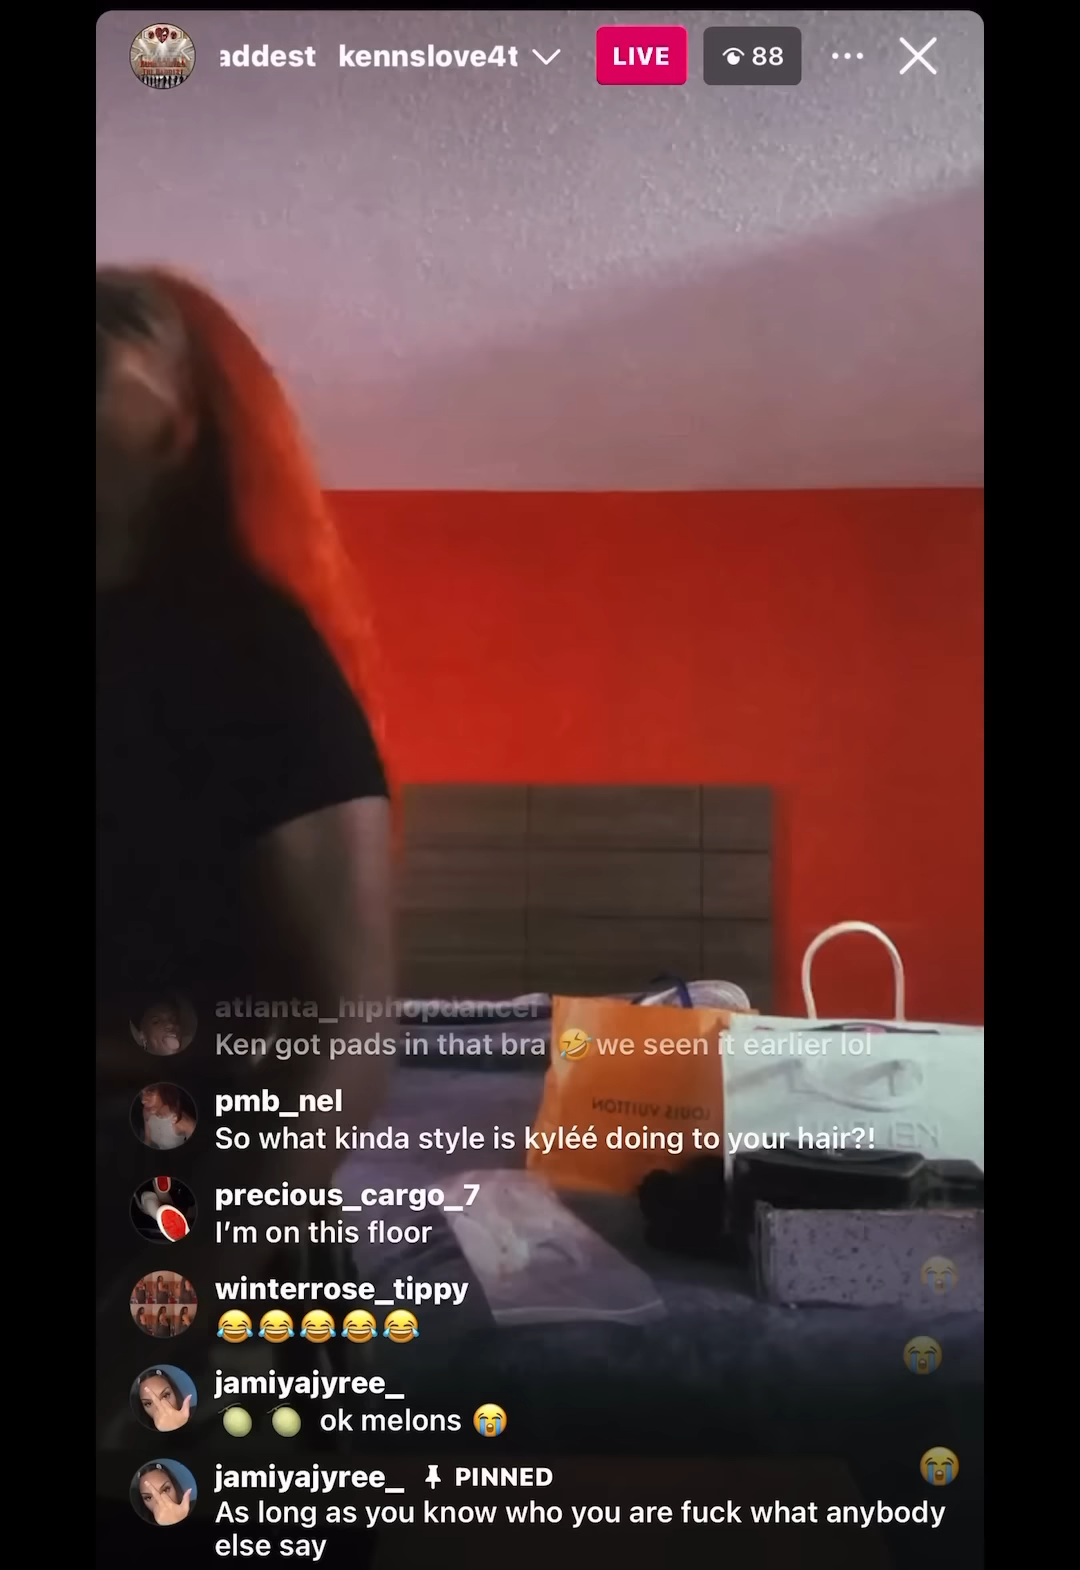 addest kennslove4t LIVE 88
atlanta_hiphopdancer
Ken got pads in that bra 🤣 we seen it earlier lol
LOUIS VUITTON
pmb_nel
So what kinda style is kyléé doing to your hair?!
precious_cargo_7
I'm on this floor
winterrose_tippy
😂😂😂😂😂
jamiyajyree_
🍈 🍈 ok melons 😭
jamiyajyree_ PINNED
As long as you know who you are fuck what anybody
else say